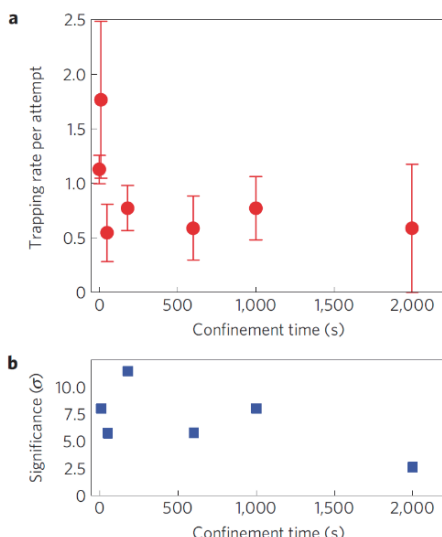 a
2.5
2.0
1.5
1.0
0.5
0
Trapping rate per attempt
0 500 1,000 1,500 2,000
Confinement time (s)
b
10.0
7.5
5.0
2.5
0
Significance (σ)
0 500 1,000 1,500 2,000
Confinement time (s)